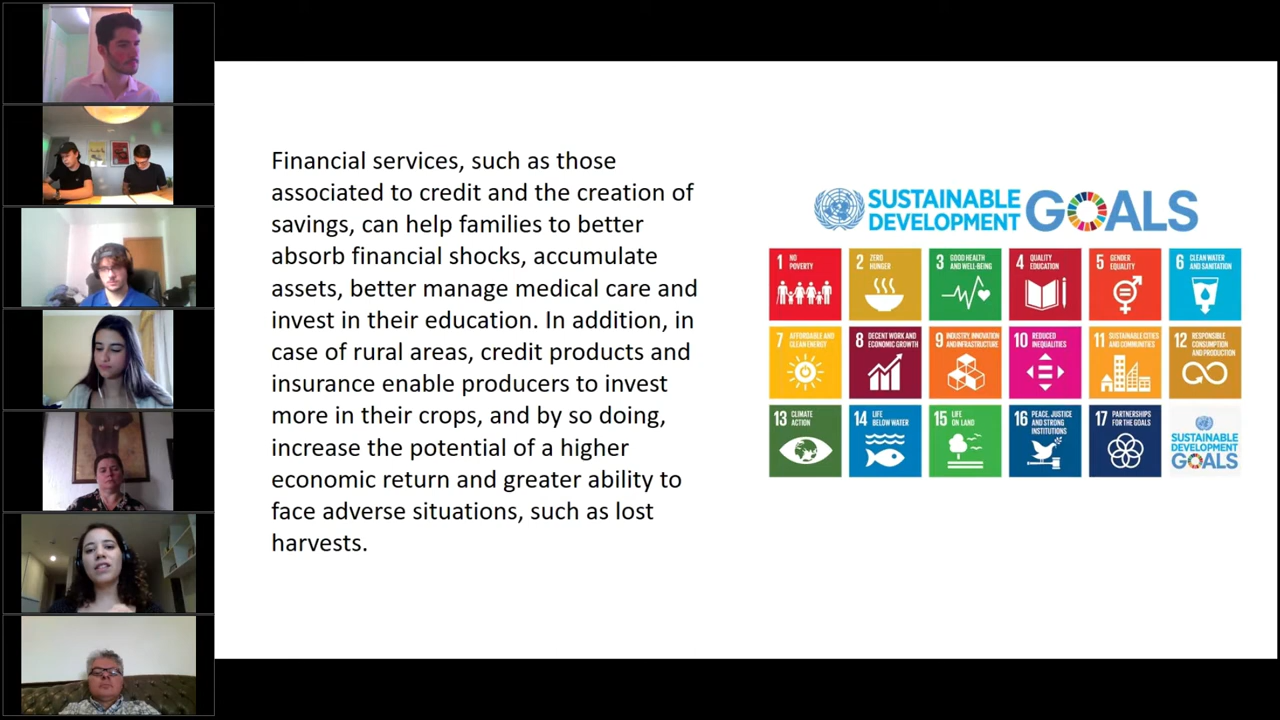 Financial services, such as those
associated to credit and the creation of
savings, can help families to better
absorb financial shocks, accumulate
assets, better manage medical care and
invest in their education. In addition, in
case of rural areas, credit products and
insurance enable producers to invest
more in their crops, and by so doing,
increase the potential of a higher
economic return and greater ability to
face adverse situations, such as lost
harvests.
SUSTAINABLE
DEVELOPMENT
GOALS
1 NO
POVERTY
2 ZERO
HUNGER
3 GOOD HEALTH
AND WELL-BEING
4 QUALITY
EDUCATION
5 GENDER
EQUALITY
6 CLEAN WATER
AND SANITATION
7 AFFORDABLE AND
CLEAN ENERGY
8 DECENT WORK AND
ECONOMIC GROWTH
9 INDUSTRY, INNOVATION
AND INFRASTRUCTURE
10 REDUCED
INEQUALITIES
11 SUSTAINABLE CITIES
AND COMMUNITIES
12 RESPONSIBLE
CONSUMPTION
AND PRODUCTION
13 CLIMATE
ACTION
14 LIFE
BELOW WATER
15 LIFE
ON LAND
16 PEACE, JUSTICE
AND STRONG
INSTITUTIONS
17 PARTNERSHIPS
FOR THE GOALS
SUSTAINABLE
DEVELOPMENT
GOALS